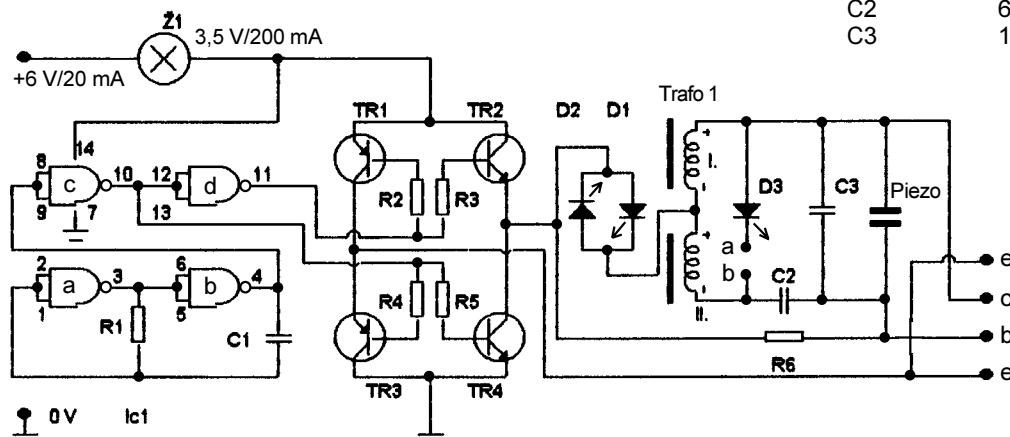 C2 6
C3 1
Ž1
3,5 V/200 mA
+6 V/20 mA
TR1 TR2
D2 D1
Trafo 1
14
8 c 10 12 d 11
9 7 13
R2 R3
+ I. -
D3
C3
Piezo
2 a 3 6 b 4
1 5
R1
C1
R4 R5
+ II. -
a
b
C2
R6
e
c
b
e
TR3 TR4
0 V Ic1